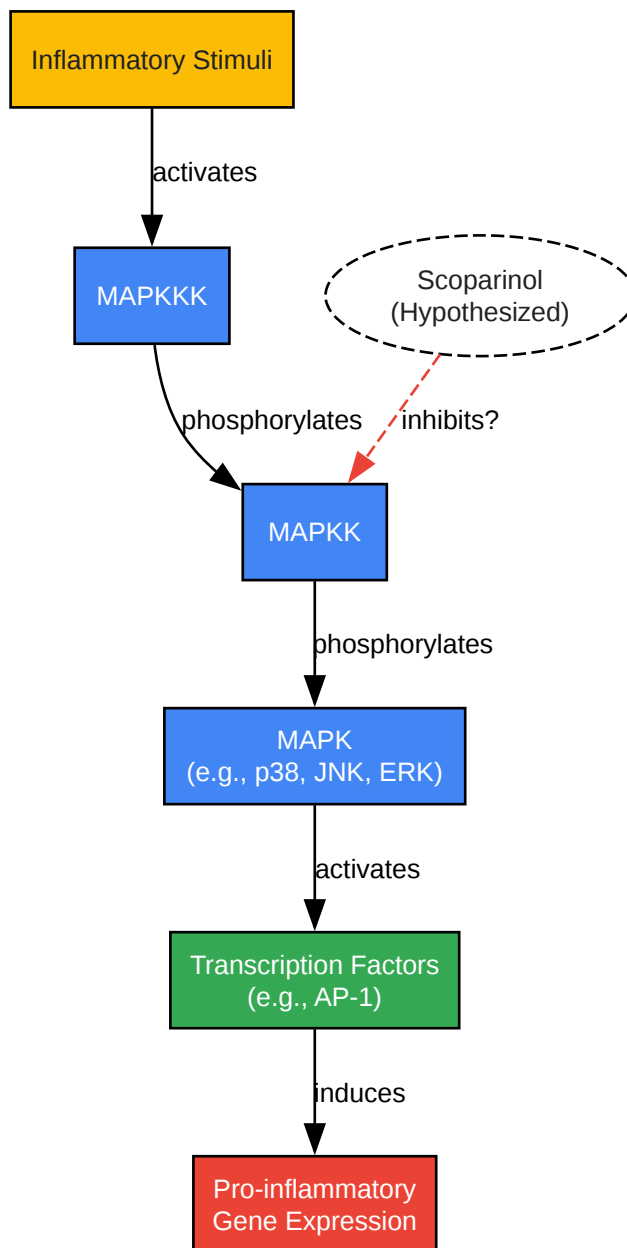 Inflammatory Stimuli
activates
MAPKKK
Scoparinol
(Hypothesized)
phosphorylates
inhibits?
MAPKK
phosphorylates
MAPK
(e.g., p38, JNK, ERK)
activates
Transcription Factors
(e.g., AP-1)
induces
Pro-inflammatory
Gene Expression